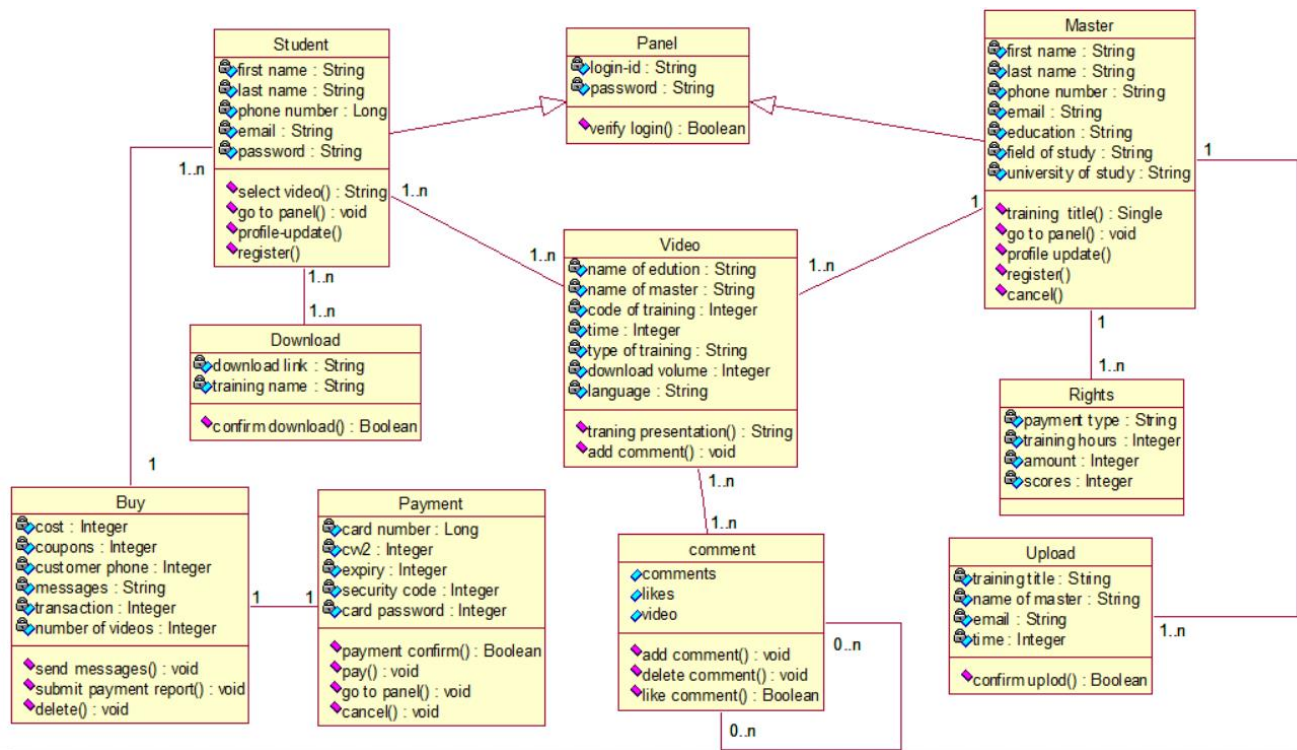 Student
first name : String
last name : String
phone number : Long
email : String
password : String
select video() : String
go to panel() : void
profile-update()
register()
Panel
login-id : String
password : String
verify login() : Boolean
Master
first name : String
last name : String
phone number : String
email : String
education : String
field of study : String
university of study : String
training title() : Single
go to panel() : void
profile update()
register()
cancel()
1..n
1..n
1
1
Video
name of edution : String
name of master : String
code of training : Integer
time : Integer
type of training : String
download volume : Integer
language : String
traning presentation() : String
add comment() : void
1..n
1..n
1..n
1..n
Download
download link : String
training name : String
confirm download() : Boolean
1
1..n
Rights
payment type : String
training hours : Integer
amount : Integer
scores : Integer
1
Buy
cost : Integer
coupons : Integer
customer phone : Integer
messages : String
transaction : Integer
number of videos : Integer
send messages() : void
submit payment report() : void
delete() : void
1
1
Payment
card number : Long
cvv2 : Integer
expiry : Integer
security code : Integer
card password : Integer
payment confirm() : Boolean
pay() : void
go to panel() : void
cancel() : void
1..n
1..n
comment
comments
likes
video
add comment() : void
delete comment() : void
like comment() : Boolean
0..n
0..n
Upload
training title : String
name of master : String
email : String
time : Integer
confirm uplod() : Boolean
1..n